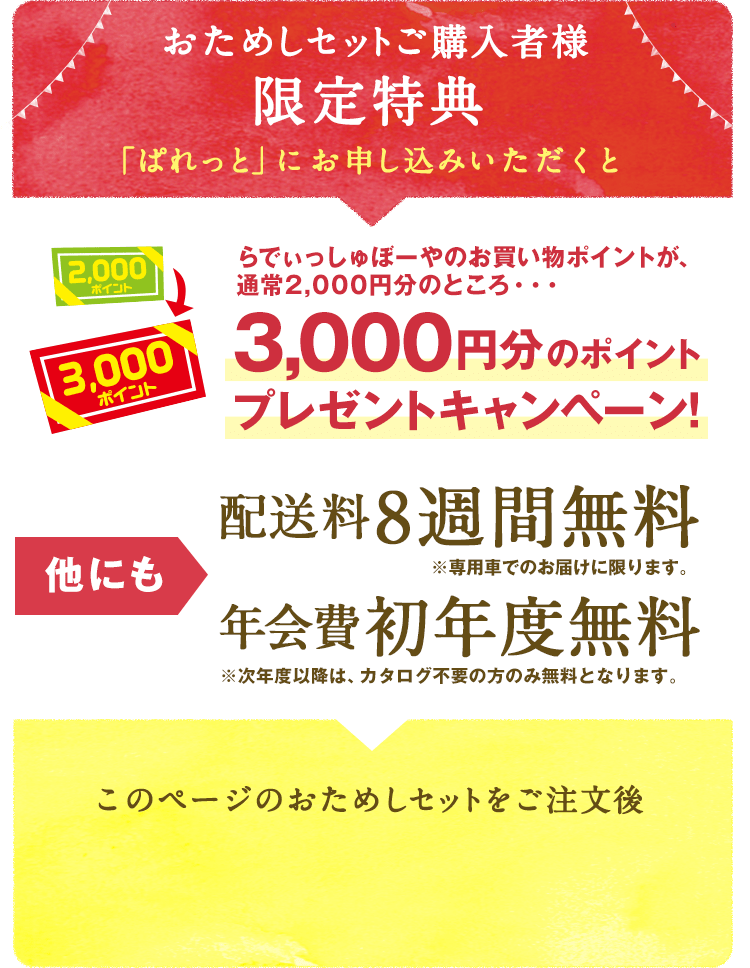 おためしセットご購入者様
限定特典
「ぱれっと」にお申し込みいただくと
2,000
ポイント
3,000
ポイント
らでぃっしゅぼーやのお買い物ポイントが、
通常2,000円分のところ・・・
3,000円分のポイント
プレゼントキャンペーン!
他にも
配送料8週間無料
※専用車でのお届けに限ります。
年会費初年度無料
※次年度以降は、カタログ不要の方のみ無料となります。
このページのおためしセットをご注文後